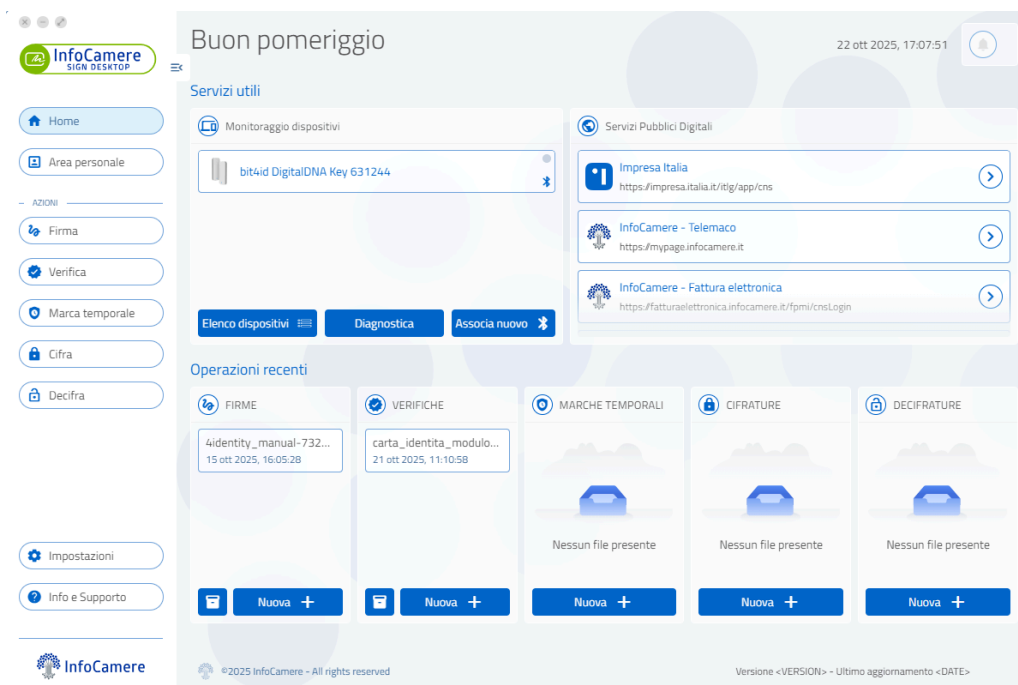 InfoCamere
SIGN DESKTOP
Home
Area personale
AZIONI
Firma
Verifica
Marca temporale
Cifra
Decifra
Impostazioni
Info e Supporto
InfoCamere
Buon pomeriggio
22 ott 2025, 17:07:51
Servizi utili
Monitoraggio dispositivi
bit4id DigitalDNA Key 631244
Elenco dispositivi
Diagnostica
Associa nuovo
Servizi Pubblici Digitali
Impresa Italia
https://impresa.italia.it/itlg/app/cns
InfoCamere - Telemaco
https://mypage.infocamere.it
InfoCamere - Fattura elettronica
https://fatturaelettronica.infocamere.it/fpmi/cnsLogin
Operazioni recenti
FIRME
4identity_manual-732...
15 ott 2025, 16:05:28
Nuova
VERIFICHE
carta_identita_modulo...
21 ott 2025, 11:10:58
Nuova
MARCHE TEMPORALI
Nessun file presente
Nuova
CIFRATURE
Nessun file presente
Nuova
DECIFRATURE
Nessun file presente
Nuova
©2025 InfoCamere - All rights reserved
Versione <VERSION> - Ultimo aggiornamento <DATE>